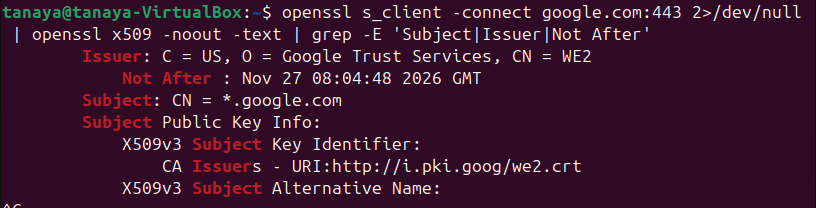 tanaya@tanaya-VirtualBox:~$ openssl s_client -connect google.com:443 2>/dev/null
| openssl x509 -noout -text | grep -E 'Subject|Issuer|Not After'
Issuer: C = US, O = Google Trust Services, CN = WE2
Not After : Nov 27 08:04:48 2026 GMT
Subject: CN = *.google.com
Subject Public Key Info:
X509v3 Subject Key Identifier:
CA Issuers - URI:http://i.pki.goog/we2.crt
X509v3 Subject Alternative Name: